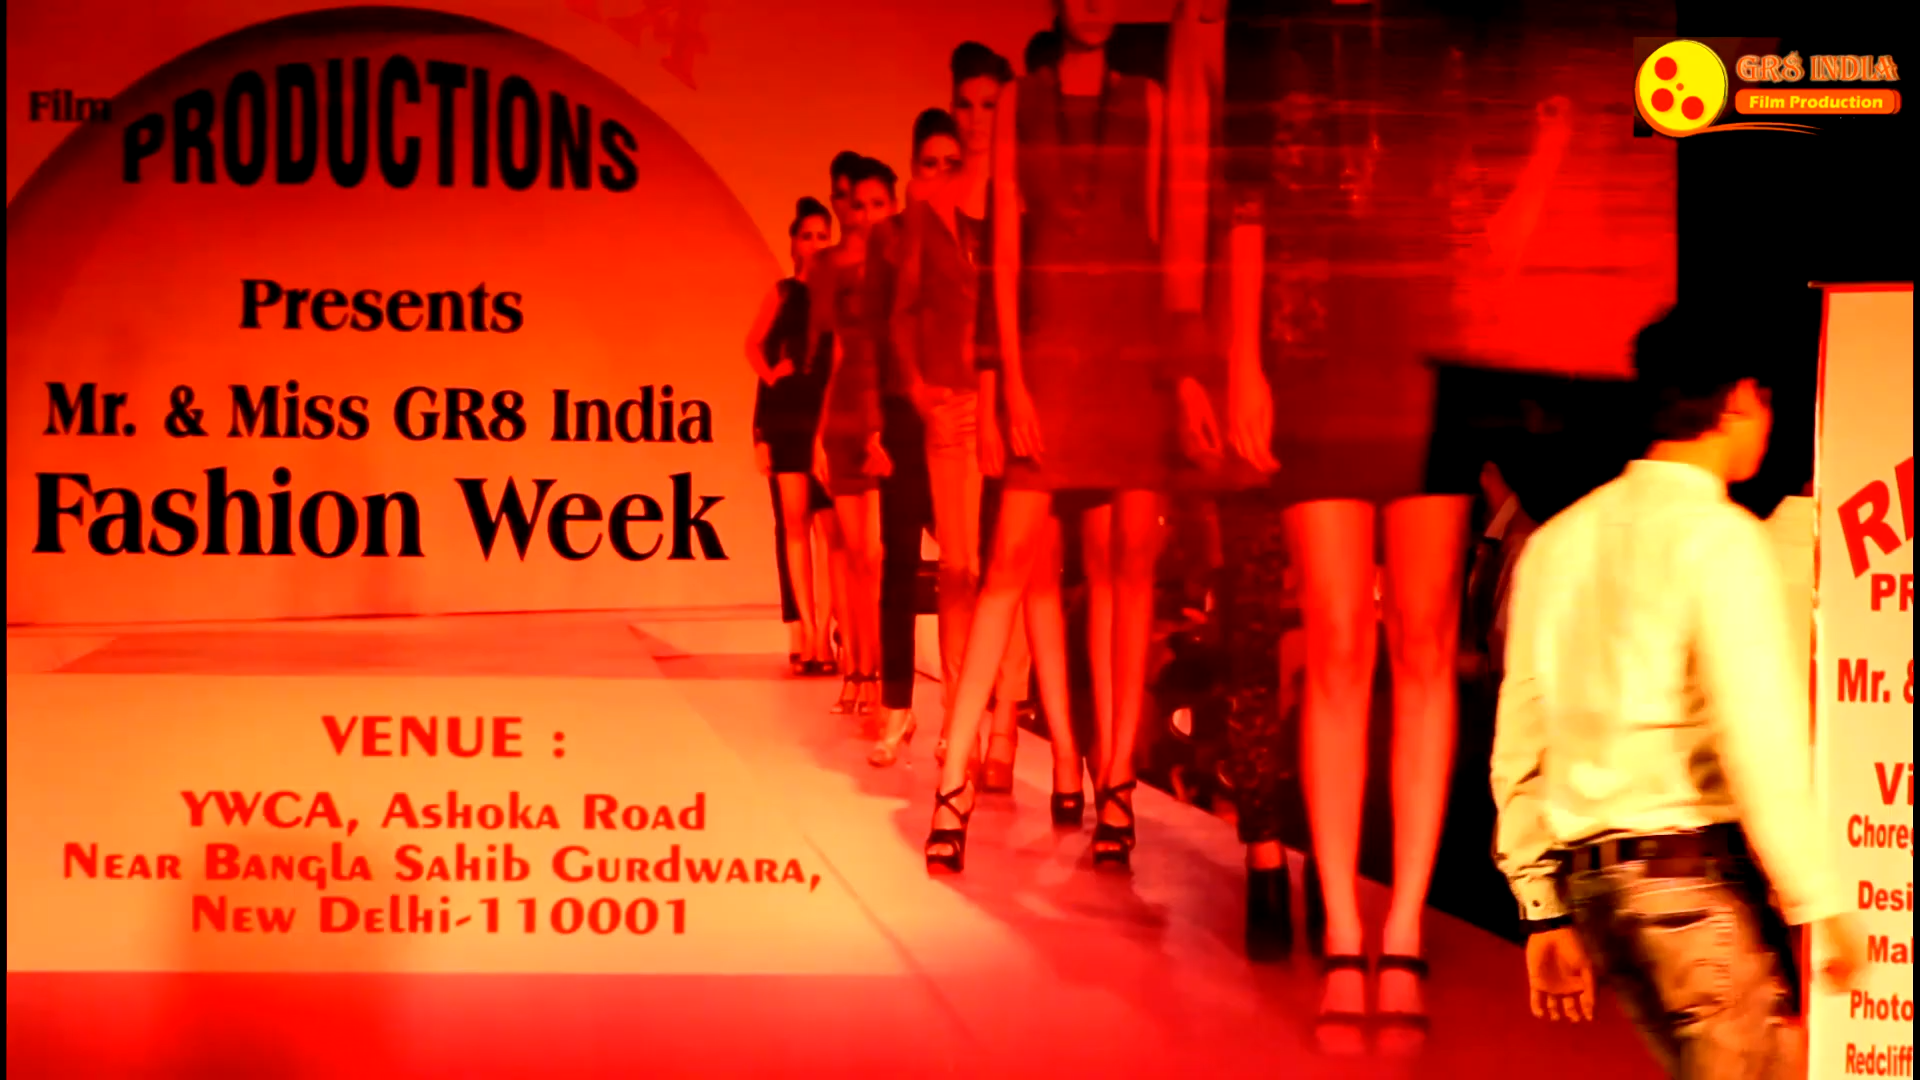 Film
PRODUCTIONS
Presents
Mr. & Miss GR8 India
Fashion Week
VENUE :
YWCA, Ashoka Road
Near Bangla Sahib Gurdwara,
New Delhi-110001
GR8 INDIA
Film Production
Mr. &